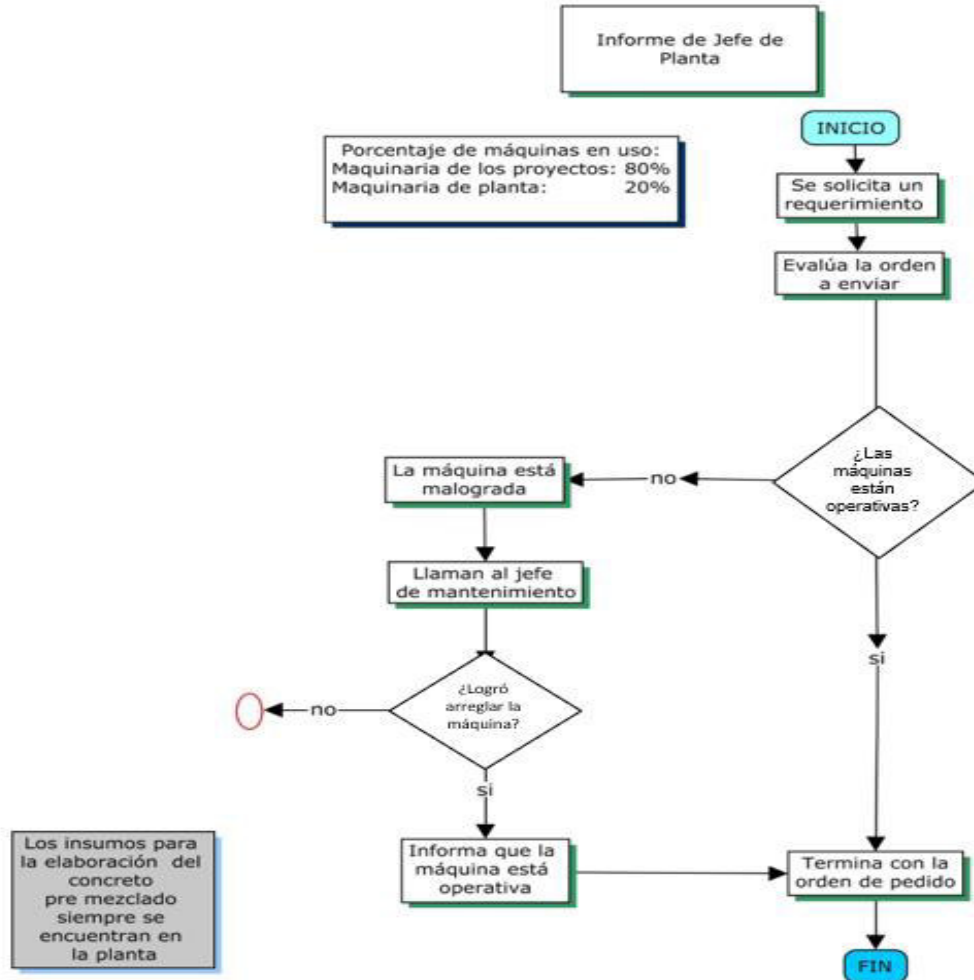 Informe de Jefe de
Planta
INICIO
Porcentaje de máquinas en uso:
Maquinaria de los proyectos: 80%
Maquinaria de planta: 20%
Se solicita un
requerimiento
Evalúa la orden
a enviar
¿Las
máquinas
están
operativas?
no
La máquina está
malograda
Llaman al jefe
de mantenimiento
si
¿Logró
arreglar la
máquina?
no
si
Los insumos para
la elaboración del
concreto
pre mezclado
siempre se
encuentran en
la planta
Informa que la
máquina está
operativa
Termina con la
orden de pedido
FIN